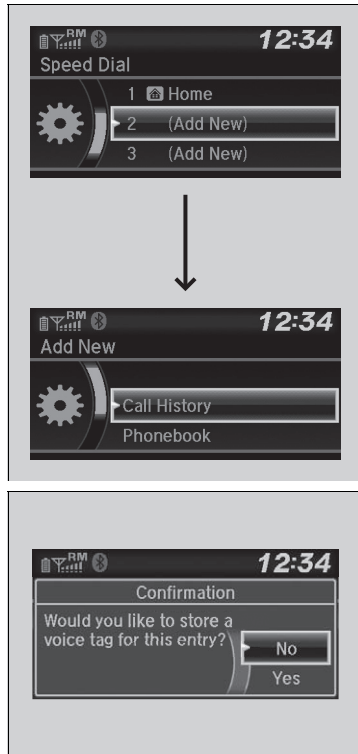 RM 12:34
Speed Dial
1 Home
2 (Add New)
3 (Add New)
RM 12:34
Add New
Call History
Phonebook
RM 12:34
Confirmation
Would you like to store a
voice tag for this entry?
No
Yes